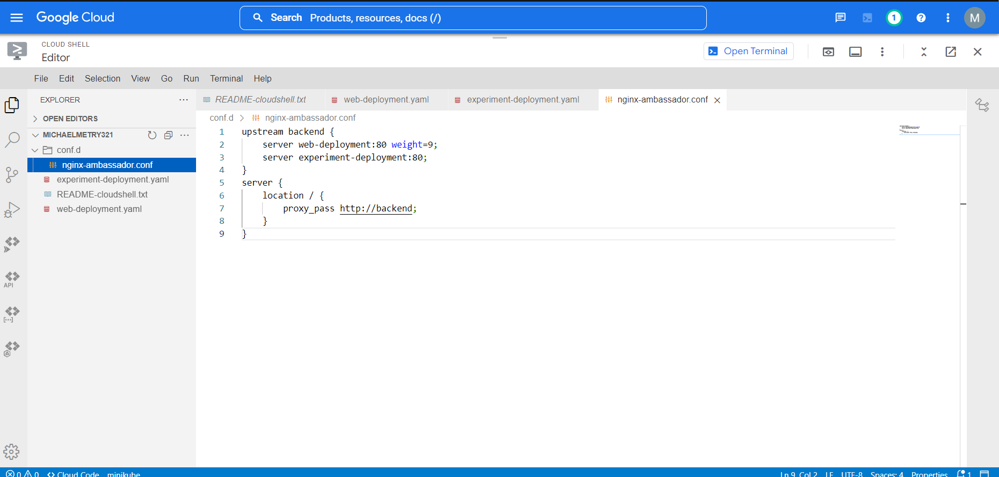 Google Cloud
Search Products, resources, docs (/)
1
M
CLOUD SHELL
Editor
Open Terminal
File Edit Selection View Go Run Terminal Help
EXPLORER
OPEN EDITORS
MICHAELMETRY321
conf.d
nginx-ambassador.conf
experiment-deployment.yaml
README-cloudshell.txt
web-deployment.yaml
API
README-cloudshell.txt
web-deployment.yaml
experiment-deployment.yaml
nginx-ambassador.conf
conf.d > nginx-ambassador.conf
1 upstream backend {
2 server web-deployment:80 weight=9;
3 server experiment-deployment:80;
4 }
5 server {
6 location / {
7 proxy_pass http://backend;
8 }
9 }
0 0 <> Cloud Code minikube
Ln 9, Col 2 LF UTF-8 Spaces: 4 Properties 1